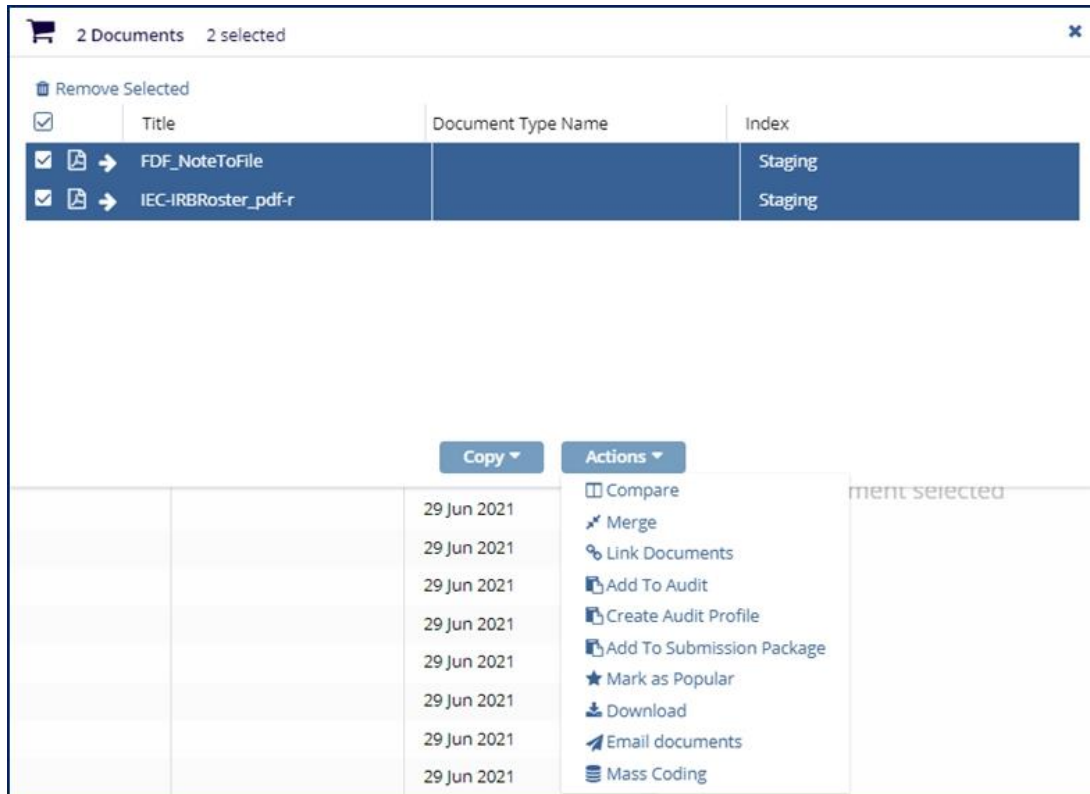 2 Documents 2 selected
Remove Selected
Title Document Type Name Index
FDF_NoteToFile Staging
IEC-IRBRoster_pdf-r Staging
Copy Actions
Compare
ment selected
29 Jun 2021
Merge
29 Jun 2021
Link Documents
29 Jun 2021
Add To Audit
29 Jun 2021
Create Audit Profile
29 Jun 2021
Add To Submission Package
29 Jun 2021
Mark as Popular
29 Jun 2021
Download
Email documents
29 Jun 2021
Mass Coding